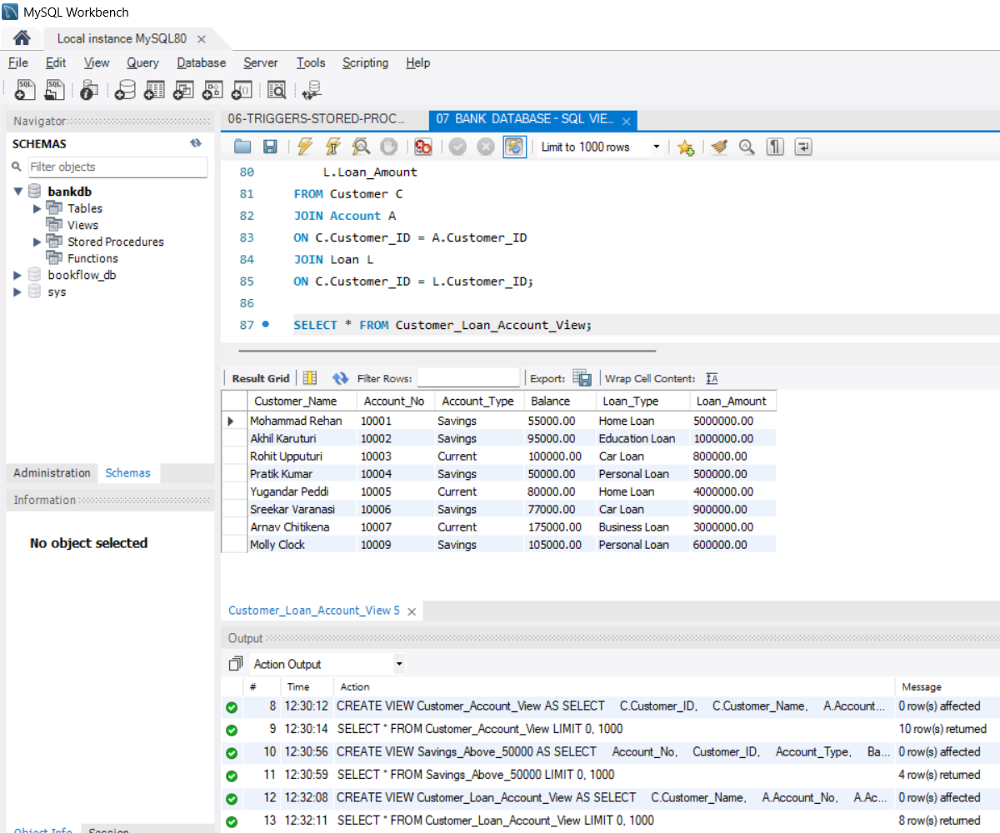 MySQL Workbench
Local instance MySQL80
File Edit View Query Database Server Tools Scripting Help
Navigator
SCHEMAS
Filter objects
bankdb
Tables
Views
Stored Procedures
Functions
bookflow_db
sys
Administration Schemas
Information
No object selected
Object Info Session
06-TRIGGERS-STORED-PROC...
07 BANK DATABASE - SQL VIE...
Limit to 1000 rows
80 L.Loan_Amount
81 FROM Customer C
82 JOIN Account A
83 ON C.Customer_ID = A.Customer_ID
84 JOIN Loan L
85 ON C.Customer_ID = L.Customer_ID;
86
87 SELECT * FROM Customer_Loan_Account_View;
Result Grid Filter Rows: Export: Wrap Cell Content:
Customer_Name Account_No Account_Type Balance Loan_Type Loan_Amount
Mohammad Rehan 10001 Savings 55000.00 Home Loan 5000000.00
Akhil Karuturi 10002 Savings 95000.00 Education Loan 1000000.00
Rohit Upputuri 10003 Current 100000.00 Car Loan 800000.00
Pratik Kumar 10004 Savings 50000.00 Personal Loan 500000.00
Yugandar Peddi 10005 Current 80000.00 Home Loan 4000000.00
Sreekar Varanasi 10006 Savings 77000.00 Car Loan 900000.00
Arnav Chitikena 10007 Current 175000.00 Business Loan 3000000.00
Molly Clock 10009 Savings 105000.00 Personal Loan 600000.00
Customer_Loan_Account_View 5
Output
Action Output
# Time Action Message
8 12:30:12 CREATE VIEW Customer_Account_View AS SELECT C.Customer_ID, C.Customer_Name, A.Account... 0 row(s) affected
9 12:30:14 SELECT * FROM Customer_Account_View LIMIT 0, 1000 10 row(s) returned
10 12:30:56 CREATE VIEW Savings_Above_50000 AS SELECT Account_No, Customer_ID, Account_Type, Ba... 0 row(s) affected
11 12:30:59 SELECT * FROM Savings_Above_50000 LIMIT 0, 1000 4 row(s) returned
12 12:32:08 CREATE VIEW Customer_Loan_Account_View AS SELECT C.Customer_Name, A.Account_No, A.Ac... 0 row(s) affected
13 12:32:11 SELECT * FROM Customer_Loan_Account_View LIMIT 0, 1000 8 row(s) returned